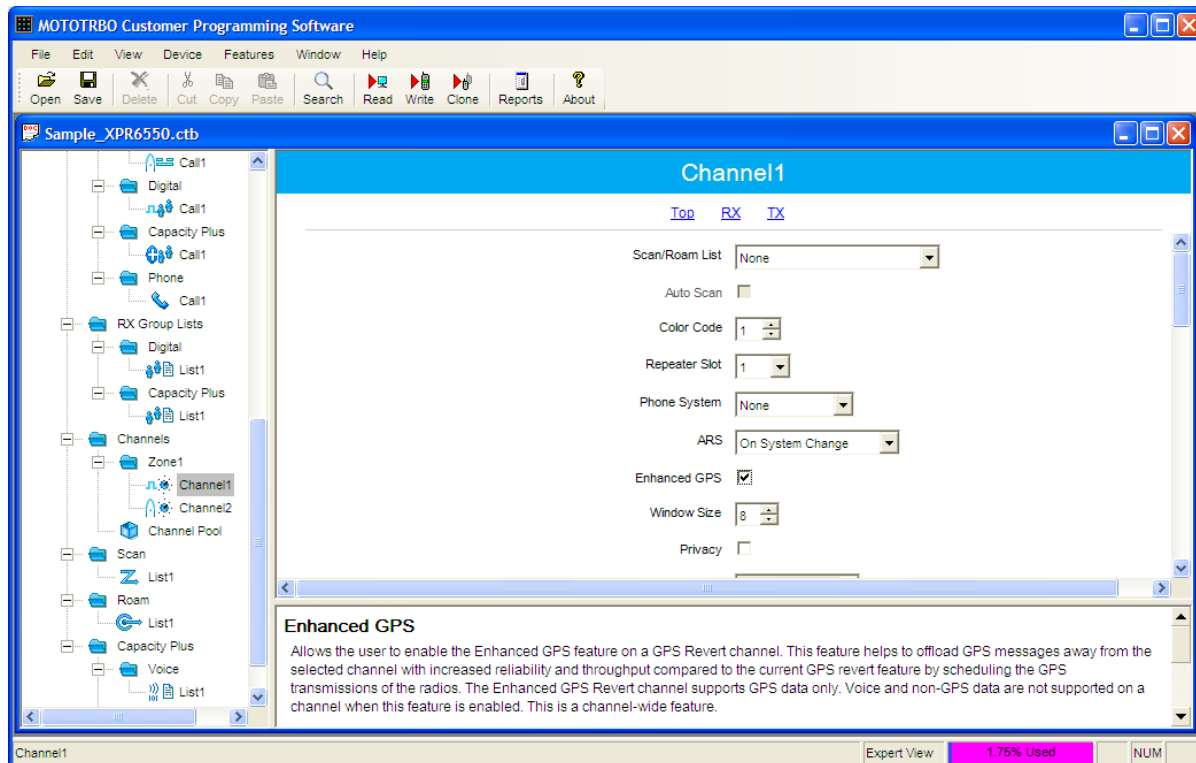 MOTOTRBO Customer Programming Software
File Edit View Device Features Window Help
Open Save Delete Cut Copy Paste Search Read Write Clone Reports About
Sample_XPR6550.ctb
Call1
Digital
Call1
Capacity Plus
Call1
Phone
Call1
RX Group Lists
Digital
List1
Capacity Plus
List1
Channels
Zone1
Channel1
Channel2
Channel Pool
Scan
List1
Roam
List1
Capacity Plus
Voice
List1
Channel1
Top RX TX
Scan/Roam List None
Auto Scan
Color Code 1
Repeater Slot 1
Phone System None
ARS On System Change
Enhanced GPS
Window Size 8
Privacy
Enhanced GPS
Allows the user to enable the Enhanced GPS feature on a GPS Revert channel. This feature helps to offload GPS messages away from the
selected channel with increased reliability and throughput compared to the current GPS revert feature by scheduling the GPS
transmissions of the radios. The Enhanced GPS Revert channel supports GPS data only. Voice and non-GPS data are not supported on a
channel when this feature is enabled. This is a channel-wide feature.
Channel1 Expert View 1.75% Used NUM